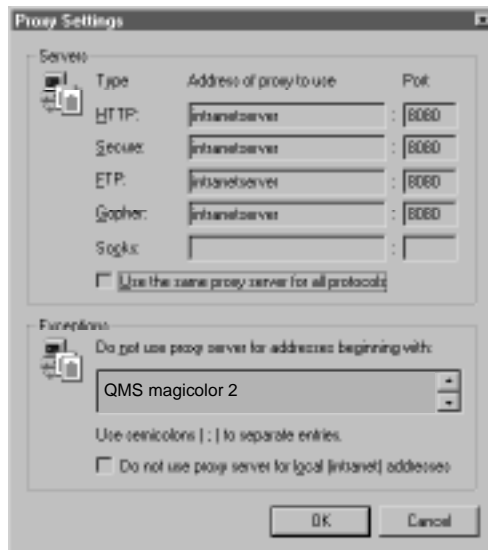 Proxy Settings
Servers
Type Address of proxy to use Port
HTTP: intranetserver : 8080
Secure: intranetserver : 8080
FTP: intranetserver : 8080
Gopher: intranetserver : 8080
Socks: :
Use the same proxy server for all protocols
Exceptions
Do not use proxy server for addresses beginning with:
QMS magicolor 2
Use semicolons ( ; ) to separate entries.
Do not use proxy server for local (intranet) addresses
OK Cancel